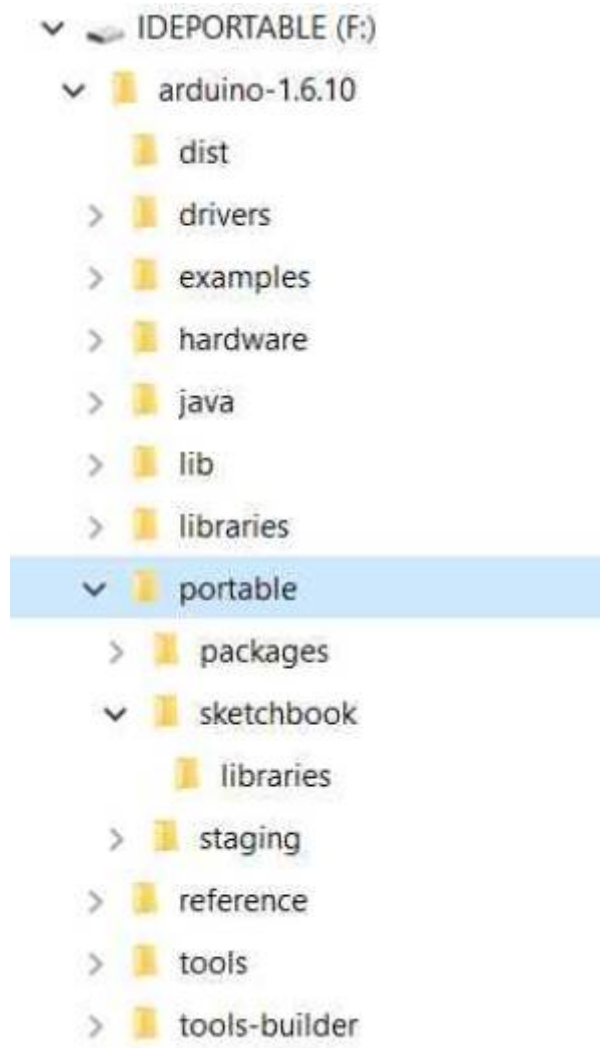 IDEPORTABLE (F:)
arduino-1.6.10
dist
drivers
examples
hardware
java
lib
libraries
portable
packages
sketchbook
libraries
staging
reference
tools
tools-builder